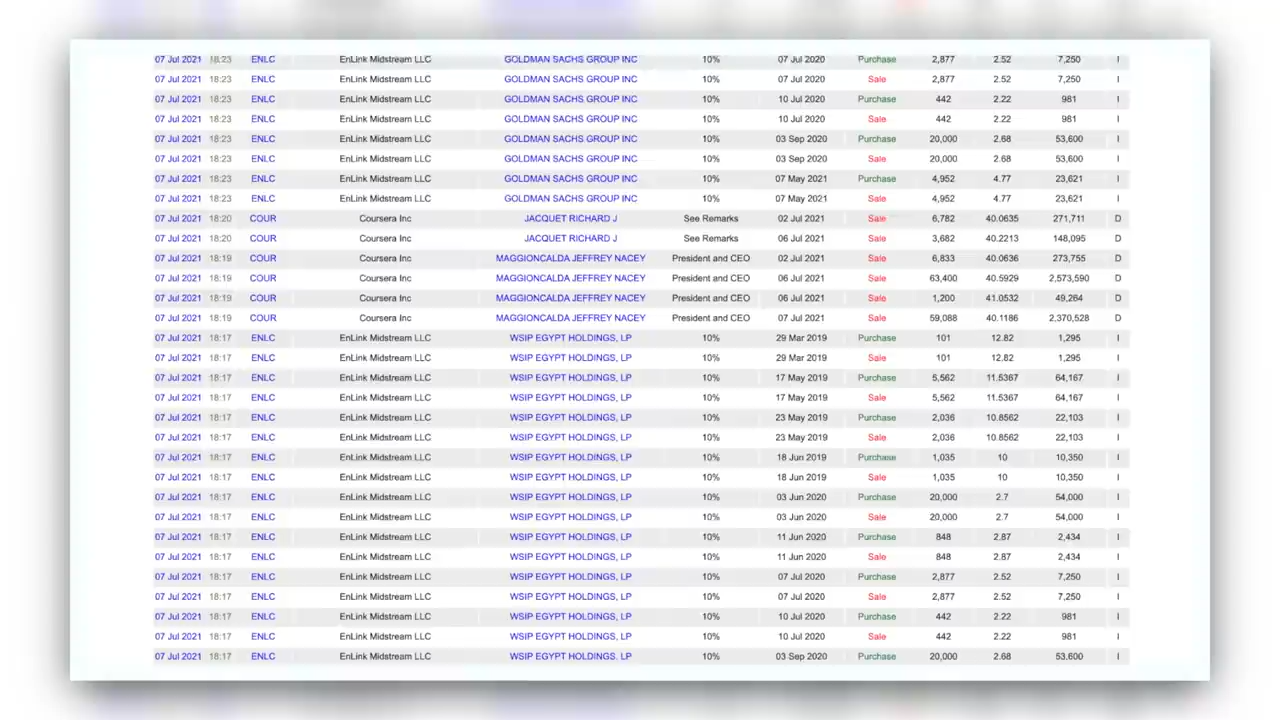 07 Jul 2021 18:23 ENLC EnLink Midstream LLC GOLDMAN SACHS GROUP INC 10% 07 Jul 2020 Purchase 2,877 2.52 7,250 I
07 Jul 2021 18:23 ENLC EnLink Midstream LLC GOLDMAN SACHS GROUP INC 10% 07 Jul 2020 Sale 2,877 2.52 7,250 I
07 Jul 2021 18:23 ENLC EnLink Midstream LLC GOLDMAN SACHS GROUP INC 10% 10 Jul 2020 Purchase 442 2.22 981 I
07 Jul 2021 18:23 ENLC EnLink Midstream LLC GOLDMAN SACHS GROUP INC 10% 10 Jul 2020 Sale 442 2.22 981 I
07 Jul 2021 18:23 ENLC EnLink Midstream LLC GOLDMAN SACHS GROUP INC 10% 03 Sep 2020 Purchase 20,000 2.68 53,600 I
07 Jul 2021 18:23 ENLC EnLink Midstream LLC GOLDMAN SACHS GROUP INC 10% 03 Sep 2020 Sale 20,000 2.68 53,600 I
07 Jul 2021 18:23 ENLC EnLink Midstream LLC GOLDMAN SACHS GROUP INC 10% 07 May 2021 Purchase 4,952 4.77 23,621 I
07 Jul 2021 18:23 ENLC EnLink Midstream LLC GOLDMAN SACHS GROUP INC 10% 07 May 2021 Sale 4,952 4.77 23,621 I
07 Jul 2021 18:20 COUR Coursera Inc JACQUET RICHARD J See Remarks 02 Jul 2021 Sale 6,782 40.0635 271,711 D
07 Jul 2021 18:20 COUR Coursera Inc JACQUET RICHARD J See Remarks 06 Jul 2021 Sale 3,682 40.2213 148,095 D
07 Jul 2021 18:19 COUR Coursera Inc MAGGIONCALDA JEFFREY NACEY President and CEO 02 Jul 2021 Sale 6,833 40.0636 273,755 D
07 Jul 2021 18:19 COUR Coursera Inc MAGGIONCALDA JEFFREY NACEY President and CEO 06 Jul 2021 Sale 63,400 40.5929 2,573,590 D
07 Jul 2021 18:19 COUR Coursera Inc MAGGIONCALDA JEFFREY NACEY President and CEO 06 Jul 2021 Sale 1,200 41.0532 49,264 D
07 Jul 2021 18:19 COUR Coursera Inc MAGGIONCALDA JEFFREY NACEY President and CEO 07 Jul 2021 Sale 59,088 40.1186 2,370,528 D
07 Jul 2021 18:17 ENLC EnLink Midstream LLC WSIP EGYPT HOLDINGS, LP 10% 29 Mar 2019 Purchase 101 12.82 1,295 I
07 Jul 2021 18:17 ENLC EnLink Midstream LLC WSIP EGYPT HOLDINGS, LP 10% 29 Mar 2019 Sale 101 12.82 1,295 I
07 Jul 2021 18:17 ENLC EnLink Midstream LLC WSIP EGYPT HOLDINGS, LP 10% 17 May 2019 Purchase 5,562 11.5367 64,167 I
07 Jul 2021 18:17 ENLC EnLink Midstream LLC WSIP EGYPT HOLDINGS, LP 10% 17 May 2019 Sale 5,562 11.5367 64,167 I
07 Jul 2021 18:17 ENLC EnLink Midstream LLC WSIP EGYPT HOLDINGS, LP 10% 23 May 2019 Purchase 2,036 10.8562 22,103 I
07 Jul 2021 18:17 ENLC EnLink Midstream LLC WSIP EGYPT HOLDINGS, LP 10% 23 May 2019 Sale 2,036 10.8562 22,103 I
07 Jul 2021 18:17 ENLC EnLink Midstream LLC WSIP EGYPT HOLDINGS, LP 10% 18 Jun 2019 Purchase 1,035 10 10,350 I
07 Jul 2021 18:17 ENLC EnLink Midstream LLC WSIP EGYPT HOLDINGS, LP 10% 18 Jun 2019 Sale 1,035 10 10,350 I
07 Jul 2021 18:17 ENLC EnLink Midstream LLC WSIP EGYPT HOLDINGS, LP 10% 03 Jun 2020 Purchase 20,000 2.7 54,000 I
07 Jul 2021 18:17 ENLC EnLink Midstream LLC WSIP EGYPT HOLDINGS, LP 10% 03 Jun 2020 Sale 20,000 2.7 54,000 I
07 Jul 2021 18:17 ENLC EnLink Midstream LLC WSIP EGYPT HOLDINGS, LP 10% 11 Jun 2020 Purchase 848 2.87 2,434 I
07 Jul 2021 18:17 ENLC EnLink Midstream LLC WSIP EGYPT HOLDINGS, LP 10% 11 Jun 2020 Sale 848 2.87 2,434 I
07 Jul 2021 18:17 ENLC EnLink Midstream LLC WSIP EGYPT HOLDINGS, LP 10% 07 Jul 2020 Purchase 2,877 2.52 7,250 I
07 Jul 2021 18:17 ENLC EnLink Midstream LLC WSIP EGYPT HOLDINGS, LP 10% 07 Jul 2020 Sale 2,877 2.52 7,250 I
07 Jul 2021 18:17 ENLC EnLink Midstream LLC WSIP EGYPT HOLDINGS, LP 10% 10 Jul 2020 Purchase 442 2.22 981 I
07 Jul 2021 18:17 ENLC EnLink Midstream LLC WSIP EGYPT HOLDINGS, LP 10% 10 Jul 2020 Sale 442 2.22 981 I
07 Jul 2021 18:17 ENLC EnLink Midstream LLC WSIP EGYPT HOLDINGS, LP 10% 03 Sep 2020 Purchase 20,000 2.68 53,600 I